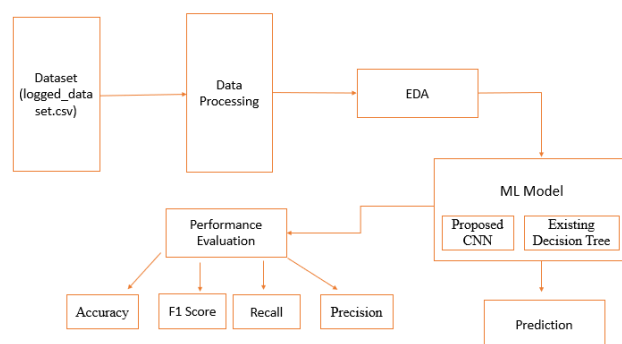 Dataset
(logged_data
set.csv)
Data
Processing
EDA
ML Model
Proposed
CNN
Existing
Decision Tree
Performance
Evaluation
Accuracy
F1 Score
Recall
Precision
Prediction